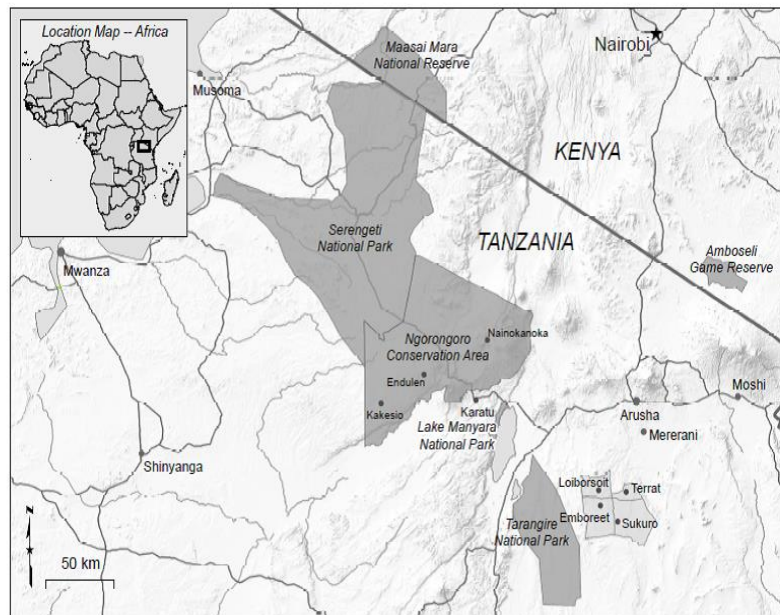 Location Map -- Africa
Maasai Mara
National Reserve
Nairobi
Musoma
KENYA
Serengeti
National Park
TANZANIA
Amboseli
Game Reserve
Mwanza
Nainokanoka
Ngorongoro
Conservation Area
Endulen
Kakesio
Karatu
Moshi
Arusha
Lake Manyara
National Park
Mererani
Shinyanga
Loiborsoit
Terrat
Emboreet
Sukuro
Tarangire
National Park
N
50 km